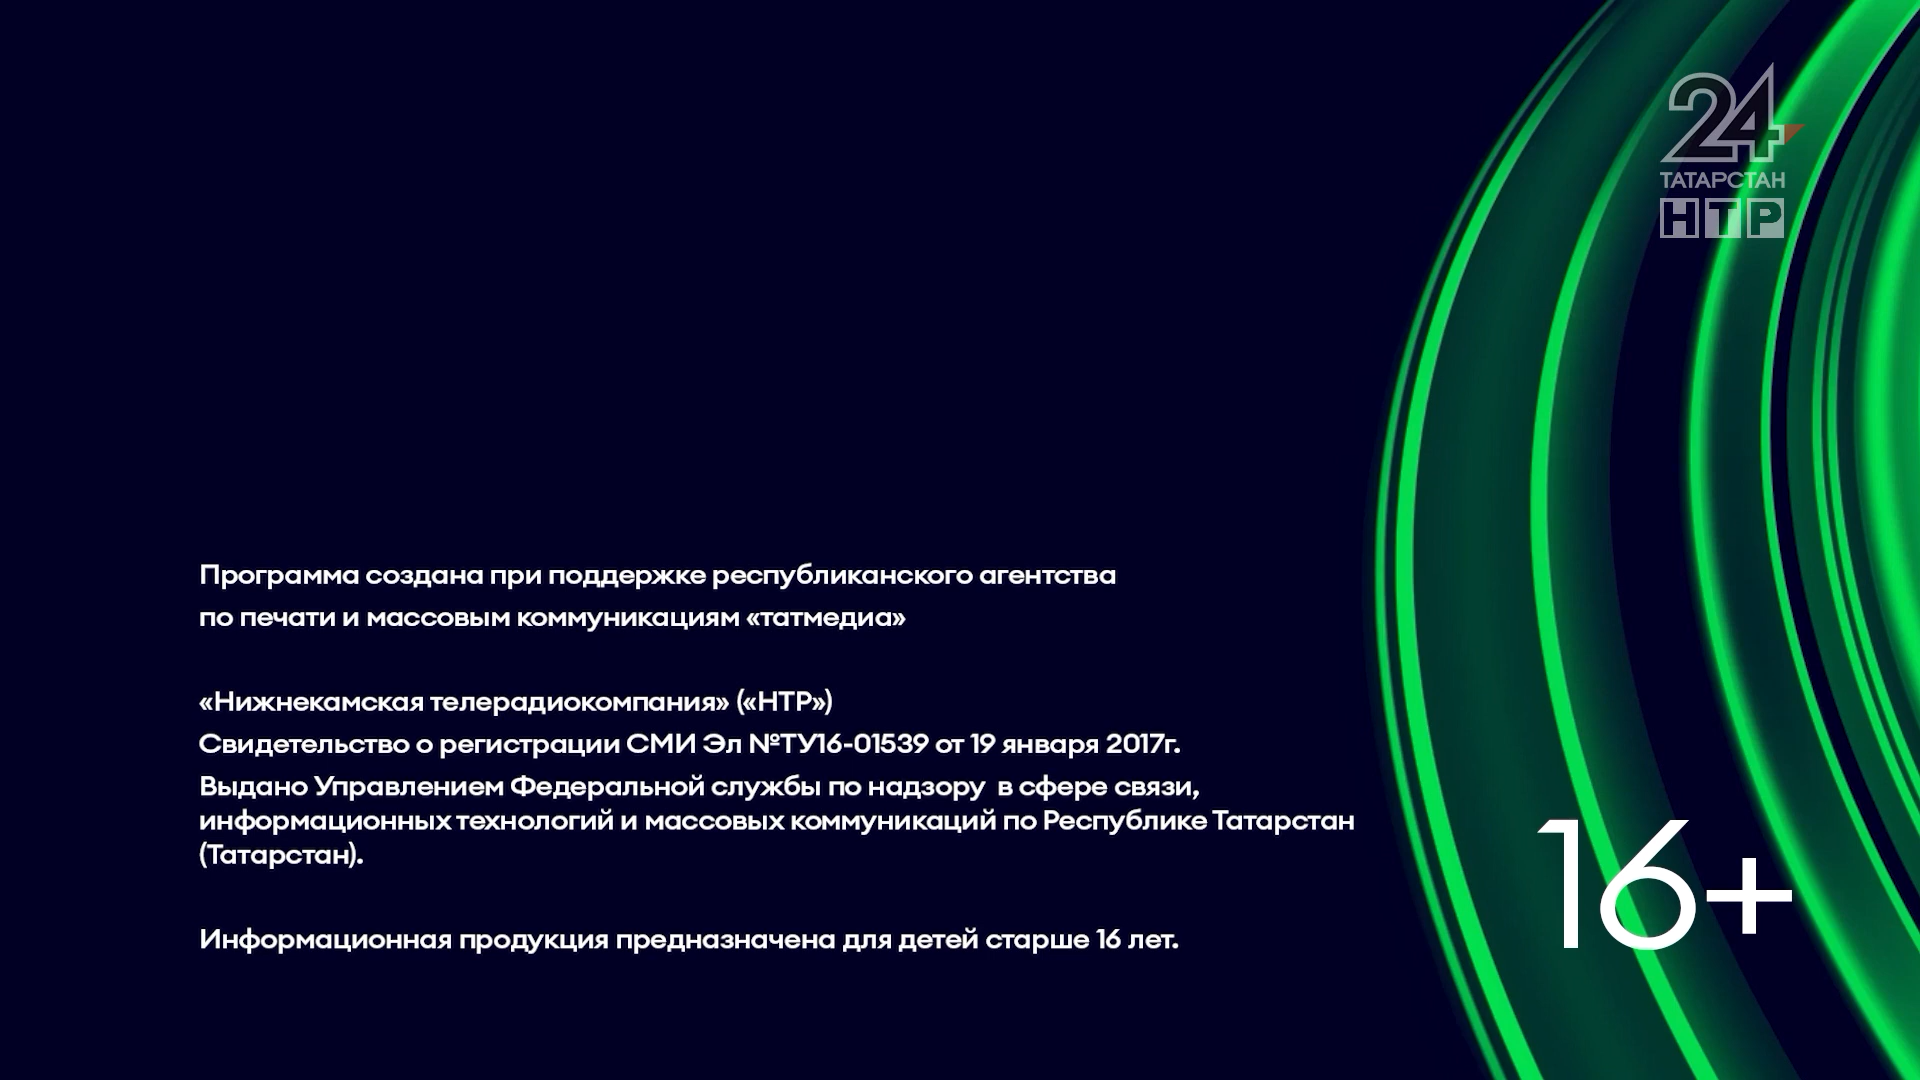 24
ТАТАРСТАН
НТР
Программа создана при поддержке республиканского агентства
по печати и массовым коммуникациям «татмедиа»
«Нижнекамская телерадиокомпания» («НТР»)
Свидетельство о регистрации СМИ Эл №ТУ16-01539 от 19 января 2017г.
Выдано Управлением Федеральной службы по надзору  в сфере связи,
информационных технологий и массовых коммуникаций по Республике Татарстан
(Татарстан).
Информационная продукция предназначена для детей старше 16 лет.
16+